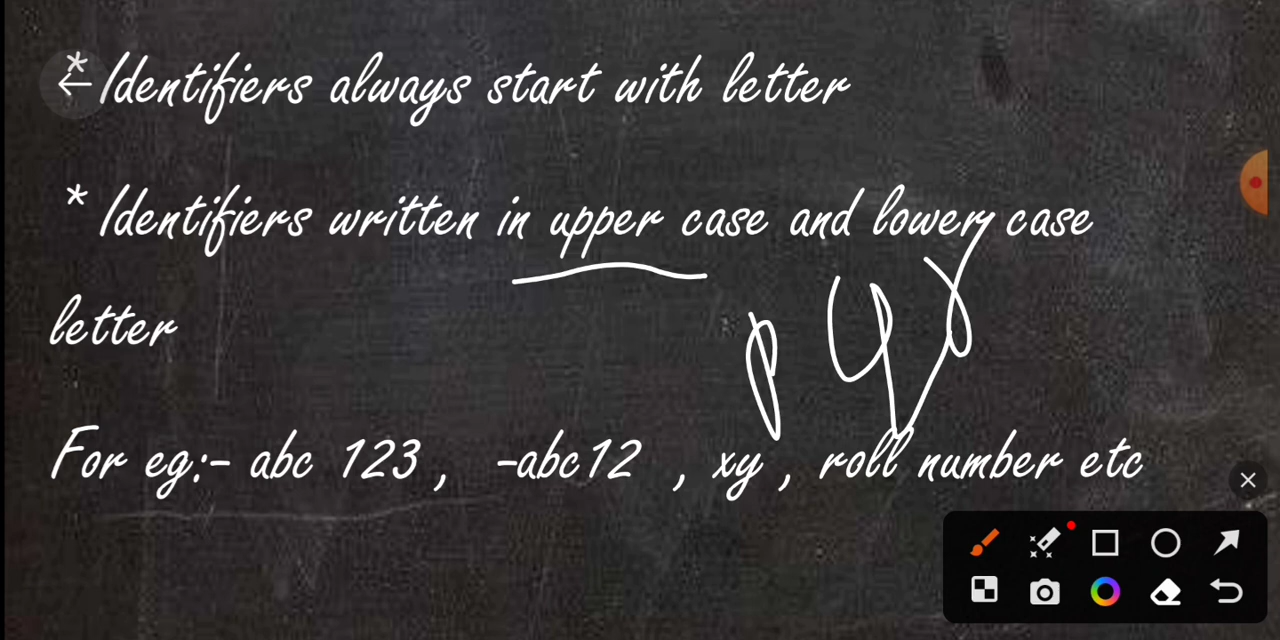 * Identifiers always start with letter
* Identifiers written in upper case and lower case
letter
For eg:- abc 123 , -abc12 , xy , roll number etc